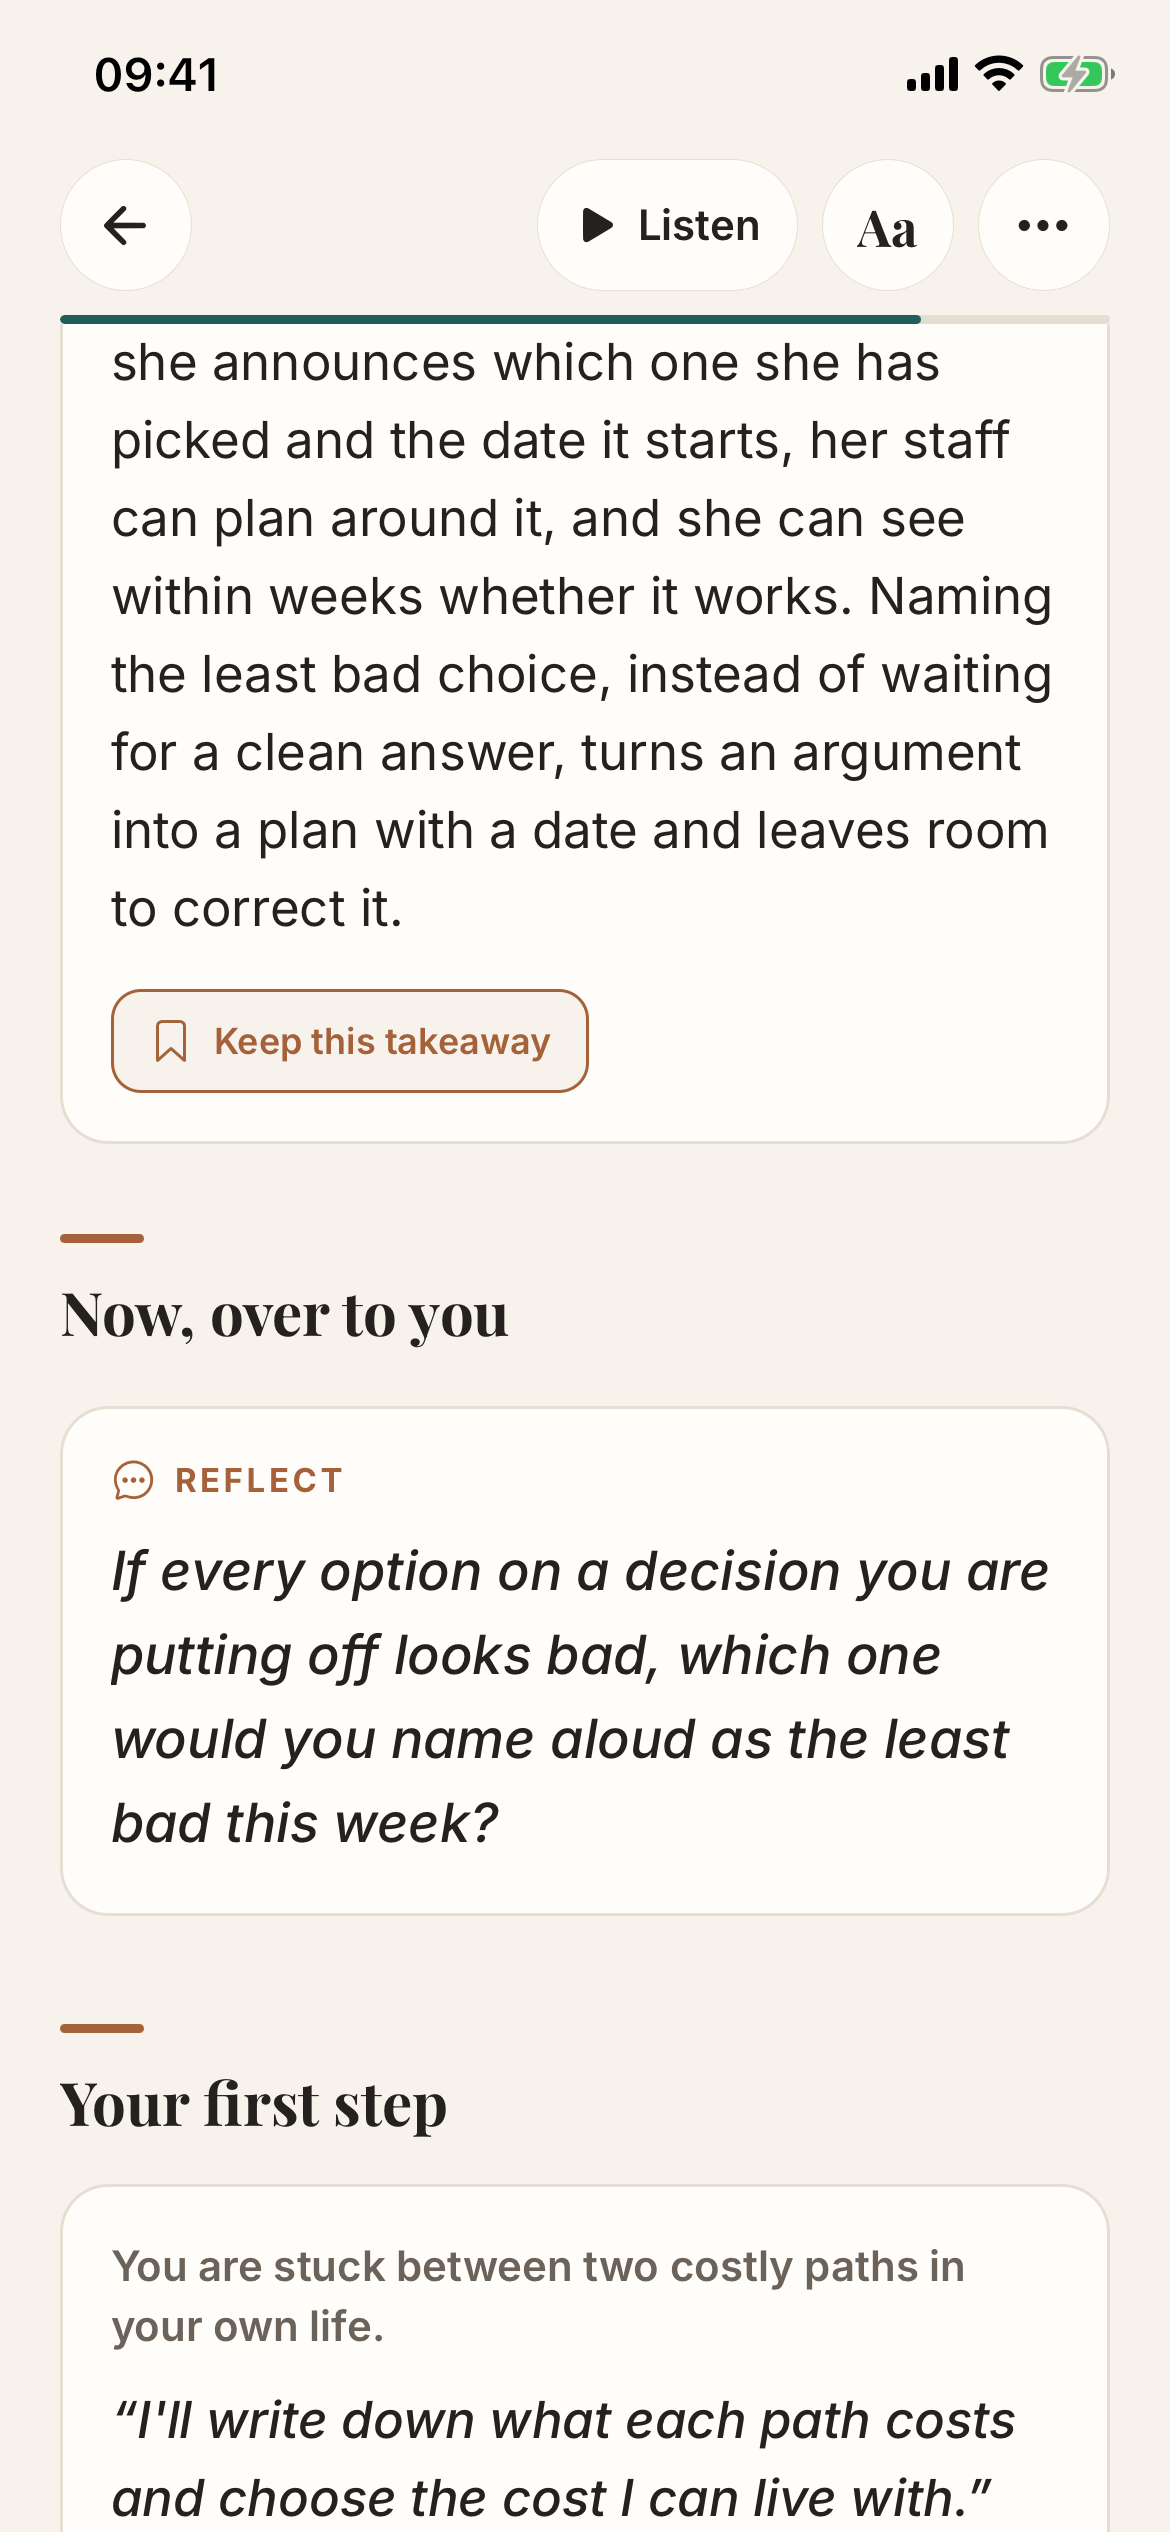 09:41
Listen
Aa
she announces which one she has
picked and the date it starts, her staff
can plan around it, and she can see
within weeks whether it works. Naming
the least bad choice, instead of waiting
for a clean answer, turns an argument
into a plan with a date and leaves room
to correct it.
Keep this takeaway
Now, over to you
REFLECT
If every option on a decision you are
putting off looks bad, which one
would you name aloud as the least
bad this week?
Your first step
You are stuck between two costly paths in
your own life.
“I'll write down what each path costs
and choose the cost I can live with.”